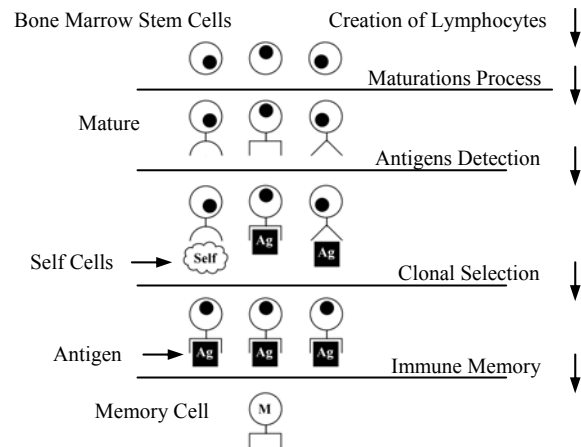 Bone Marrow Stem Cells Creation of Lymphocytes
Maturations Process
Mature
Antigens Detection
Ag
Self Cells Self Ag
Clonal Selection
Antigen Ag Ag Ag
Immune Memory
Memory Cell M